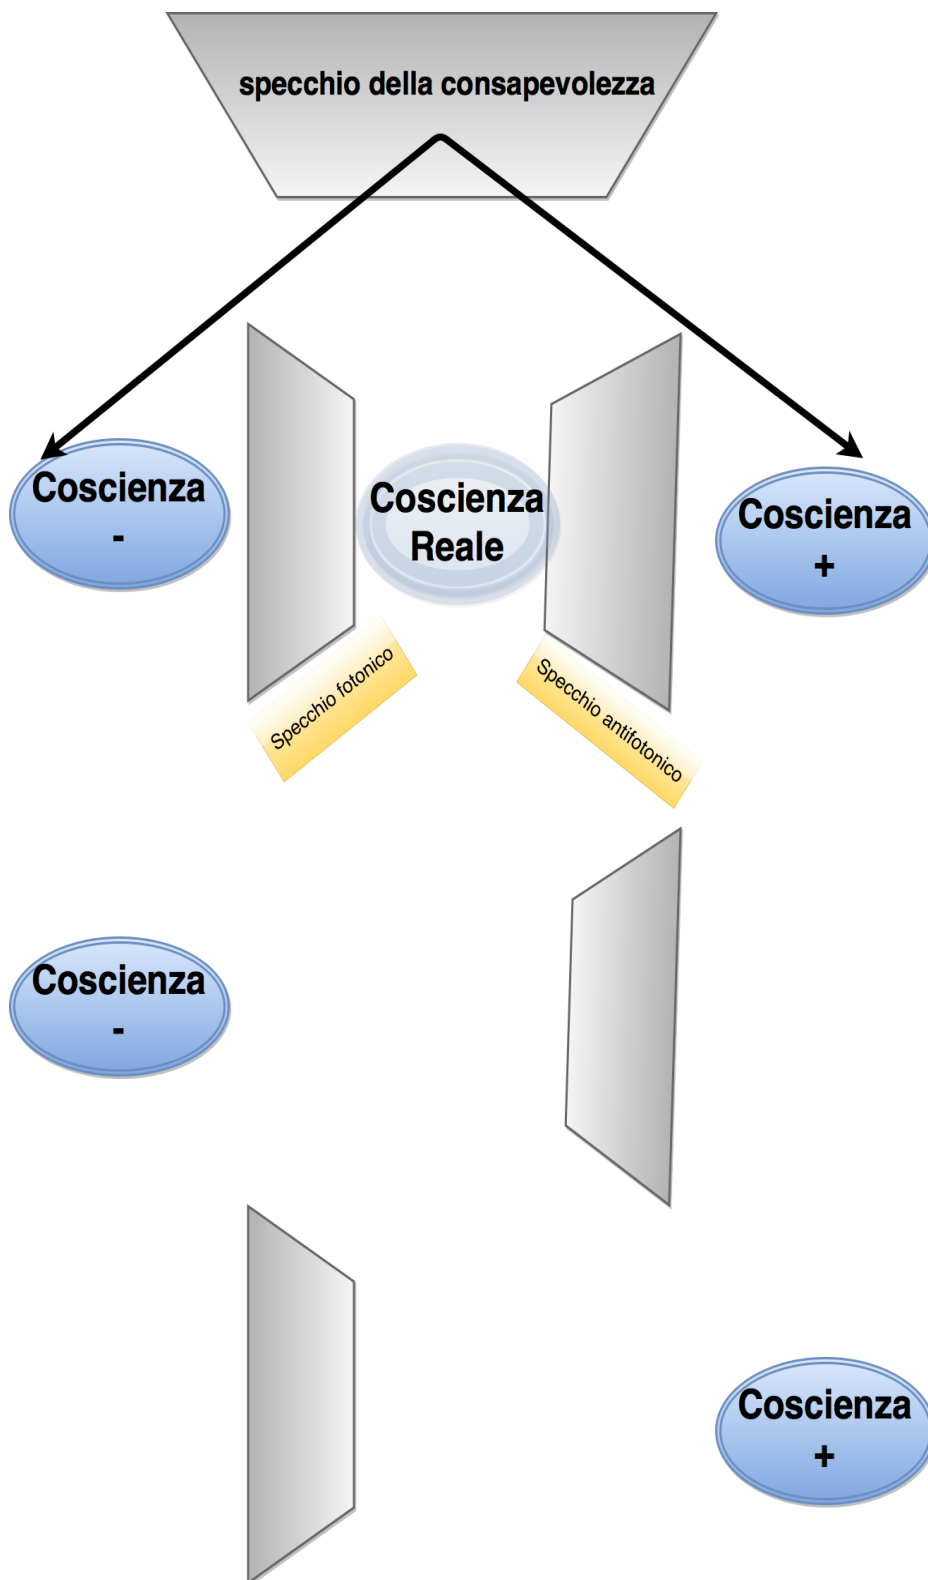 specchio della consapevolezza
Coscienza
-
Coscienza
Reale
Coscienza
+
Specchio fotonico
Specchio antifotonico
Coscienza
-
Coscienza
+